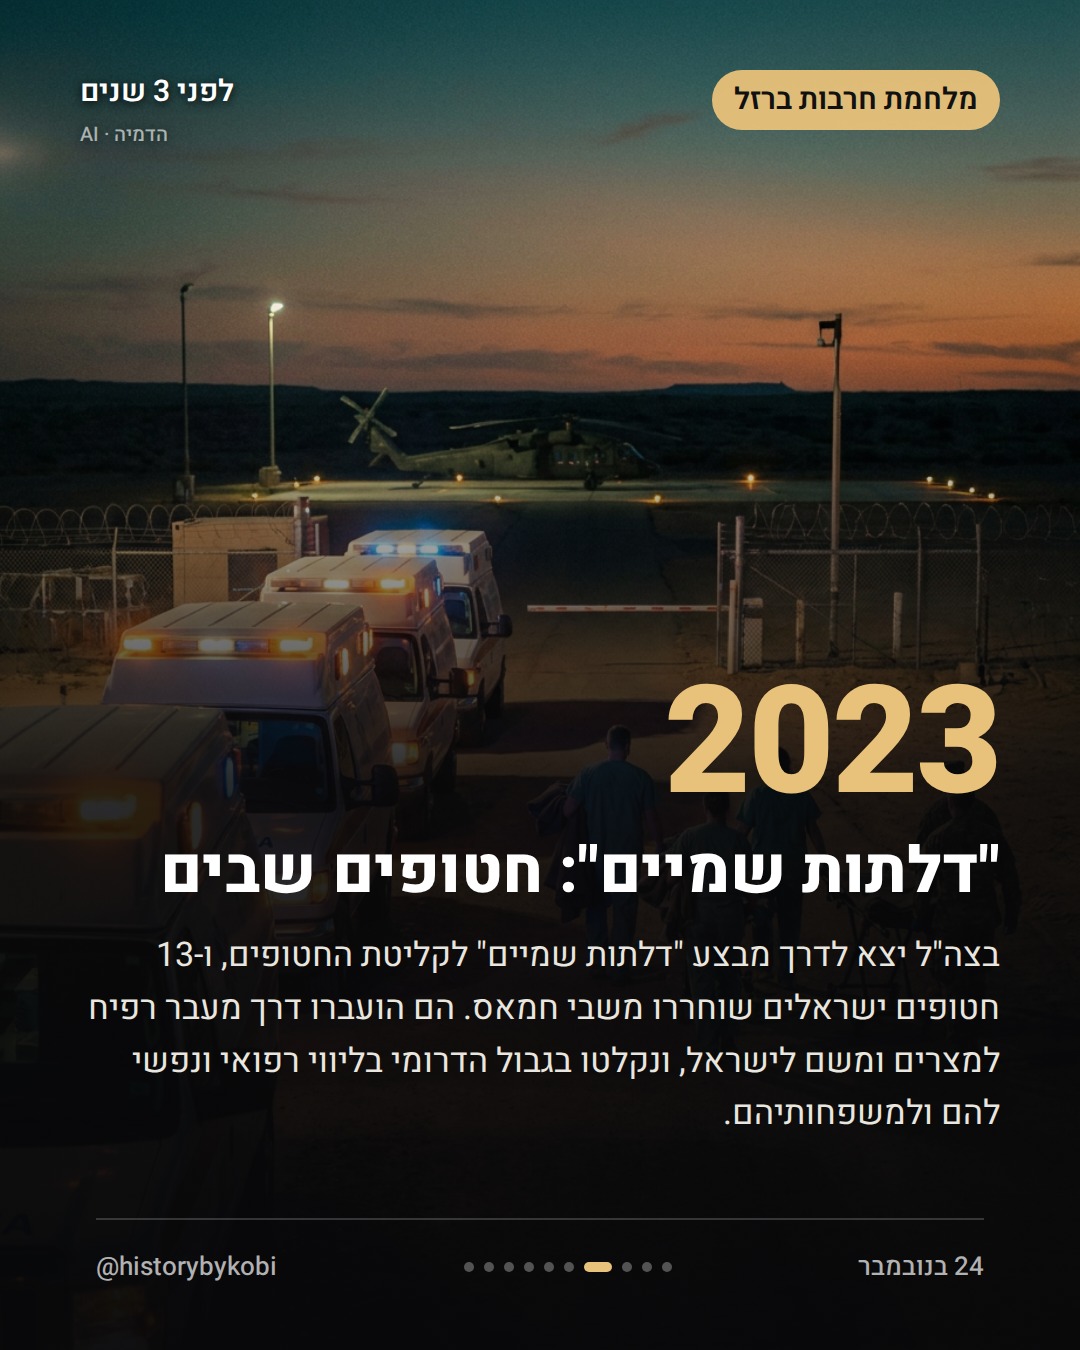 מלחמת חרבות ברזל
לפני 3 שנים
הדמיה · AI
2023
"דלתות שמיים": חטופים שבים
בצה"ל יצא לדרך מבצע "דלתות שמיים" לקליטת החטופים, ו-13
חטופים ישראלים שוחררו משבי חמאס. הם הועברו דרך מעבר רפיח
למצרים ומשם לישראל, ונקלטו בגבול הדרומי בליווי רפואי ונפשי
להם ולמשפחותיהם.
24 בנובמבר
@historybykobi